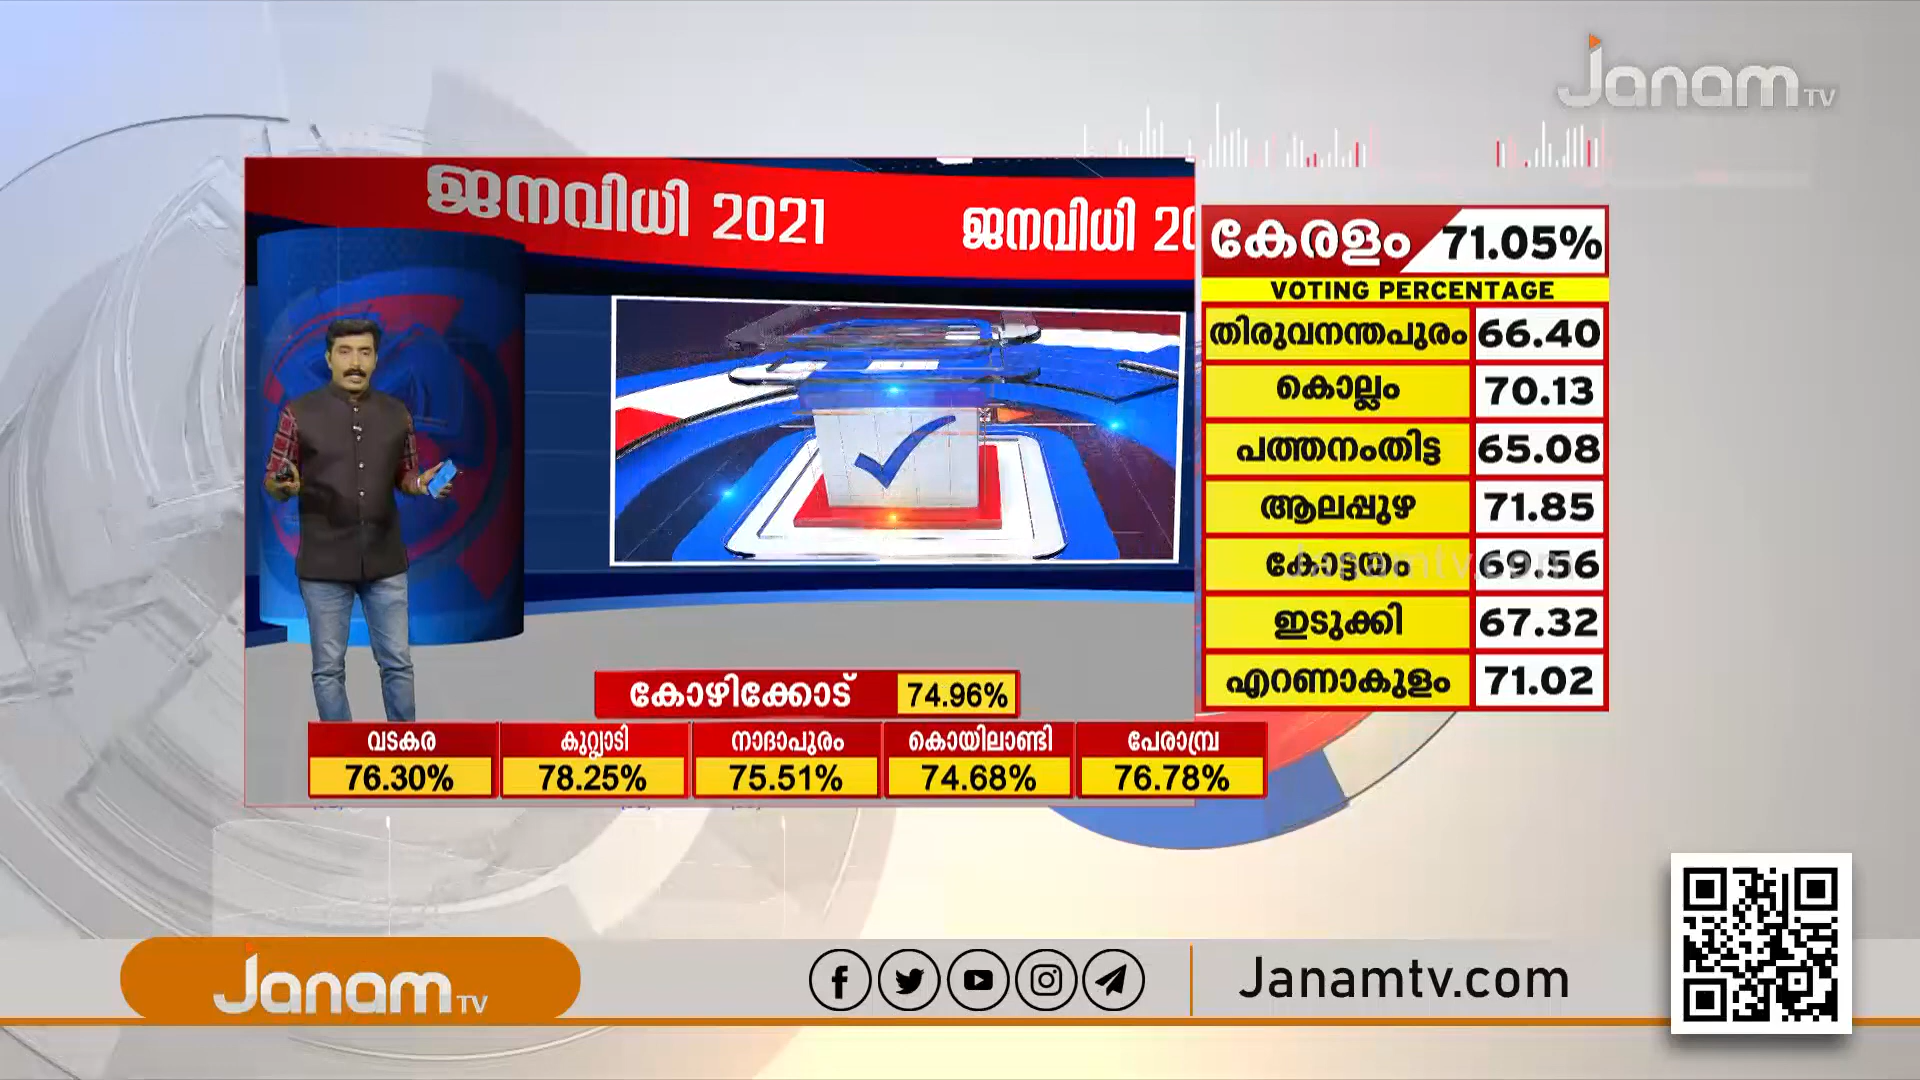 Janam TV
ജനവിധി 2021
ജനവിധി 20
കേരളം 71.05%
VOTING PERCENTAGE
തിരുവനന്തപുരം 66.40
കൊല്ലം 70.13
പത്തനംതിട്ട 65.08
ആലപ്പുഴ 71.85
കോട്ടയം 69.56
Janamtv.com
ഇടുക്കി 67.32
എറണാകുളം 71.02
കോഴിക്കോട് 74.96%
വടകര കുറ്റ്യാടി നാദാപുരം കൊയിലാണ്ടി പേരാമ്പ്ര
76.30% 78.25% 75.51% 74.68% 76.78%
Janam TV
Janamtv.com